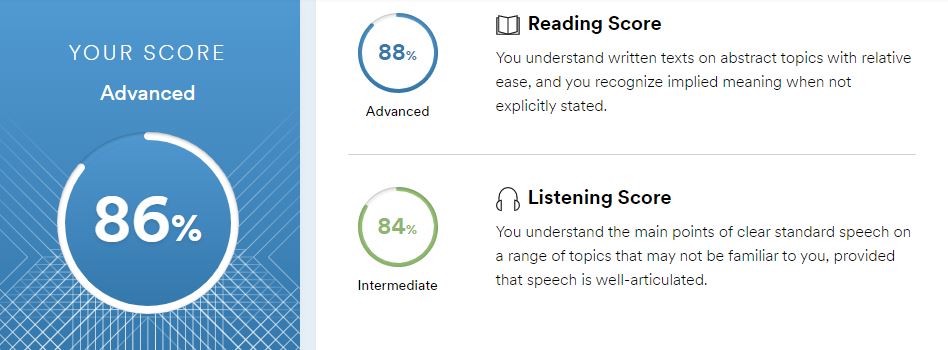 YOUR SCORE
Advanced
86%
88%
Advanced
Reading Score
You understand written texts on abstract topics with relative
ease, and you recognize implied meaning when not
explicitly stated.
84%
Intermediate
Listening Score
You understand the main points of clear standard speech on
a range of topics that may not be familiar to you, provided
that speech is well-articulated.